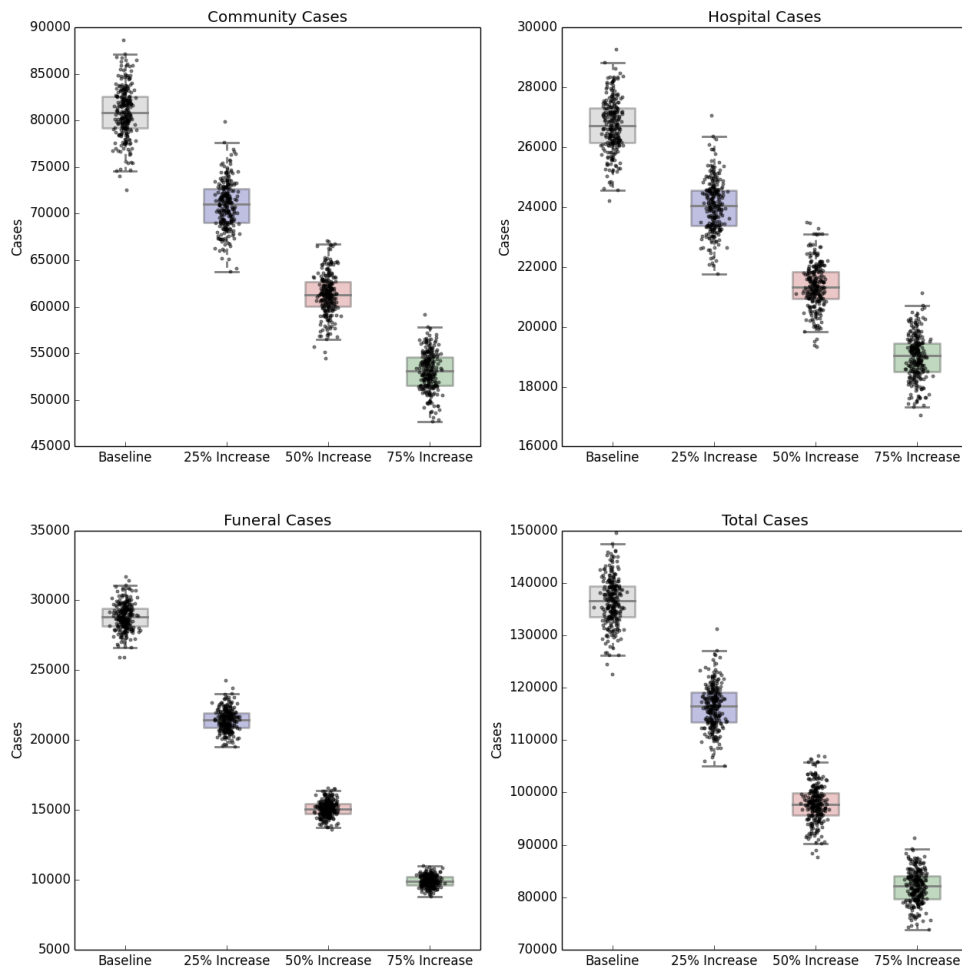 Community Cases
90000
85000
80000
75000
70000
65000
60000
55000
50000
45000
Cases
Baseline 25% Increase 50% Increase 75% Increase
Hospital Cases
30000
28000
26000
24000
22000
20000
18000
16000
Cases
Baseline 25% Increase 50% Increase 75% Increase
Funeral Cases
35000
30000
25000
20000
15000
10000
5000
Cases
Baseline 25% Increase 50% Increase 75% Increase
Total Cases
150000
140000
130000
120000
110000
100000
90000
80000
70000
Cases
Baseline 25% Increase 50% Increase 75% Increase